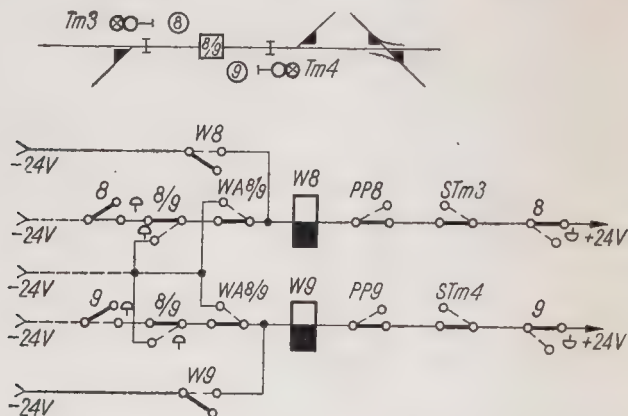 Tm3 8
8/9
9 Tm4
W8
-24V
8 8/9 WA8/9 W8 PP8 STm3 8
-24V +24V
-24V
9 8/9 WA8/9 W9 PP9 STm4 9
-24V +24V
W9
-24V